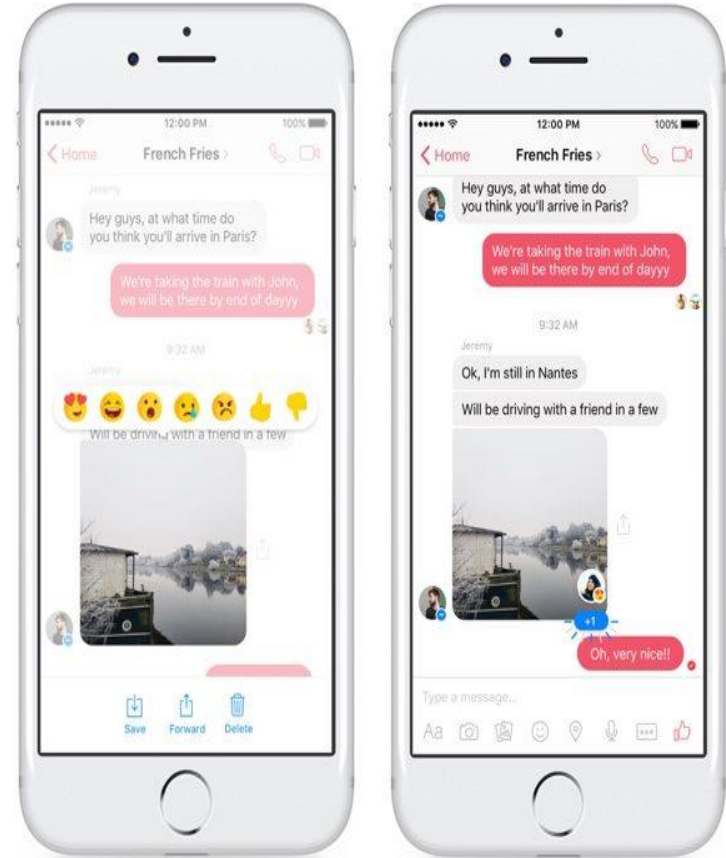 12:00 PM
100%
Home
French Fries >
Jeremy
Hey guys, at what time do
you think you'll arrive in Paris?
We're taking the train with John,
we will be there by end of dayyy
9:32 AM
Jeremy
Will be driving with a friend in a few
Save
Forward
Delete
12:00 PM
100%
Home
French Fries >
Hey guys, at what time do
you think you'll arrive in Paris?
We're taking the train with John,
we will be there by end of dayyy
9:32 AM
Jeremy
Ok, I'm still in Nantes
Will be driving with a friend in a few
+1
Oh, very nice!!
Type a message...
Aa